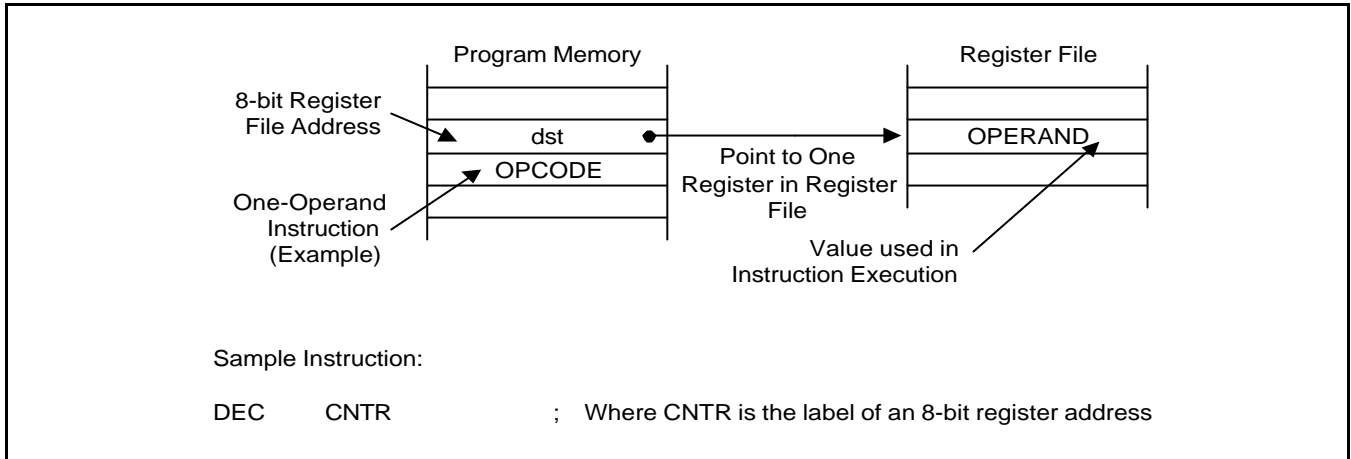 Program Memory
Register File
8-bit Register
File Address
dst
OPERAND
OPCODE
Point to One
Register in Register
File
One-Operand
Instruction
(Example)
Value used in
Instruction Execution
Sample Instruction:
DEC CNTR ; Where CNTR is the label of an 8-bit register address